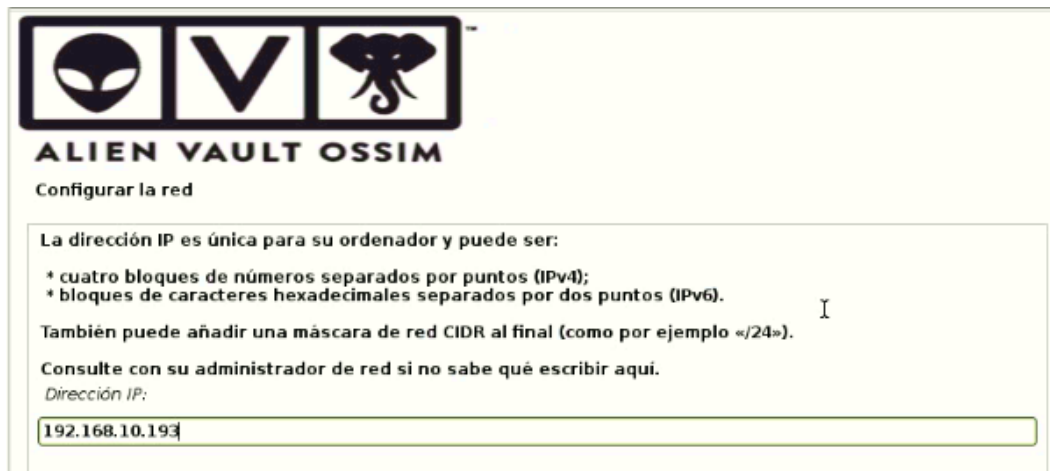 V
™
ALIEN VAULT OSSIM
Configurar la red
La dirección IP es única para su ordenador y puede ser:
* cuatro bloques de números separados por puntos (IPv4);
* bloques de caracteres hexadecimales separados por dos puntos (IPv6).
También puede añadir una máscara de red CIDR al final (como por ejemplo «/24»).
Consulte con su administrador de red si no sabe qué escribir aquí.
Dirección IP:
192.168.10.193